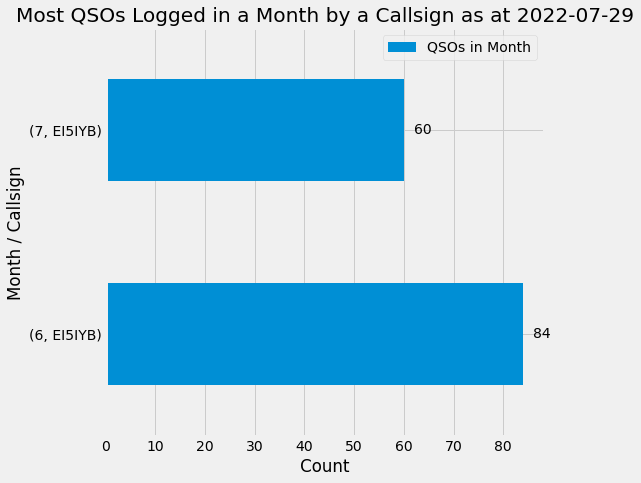 Most QSOs Logged in a Month by a Callsign as at 2022-07-29
QSOs in Month
(7, EI5IYB)
60
Month / Callsign
(6, EI5IYB)
84
0 10 20 30 40 50 60 70 80
Count